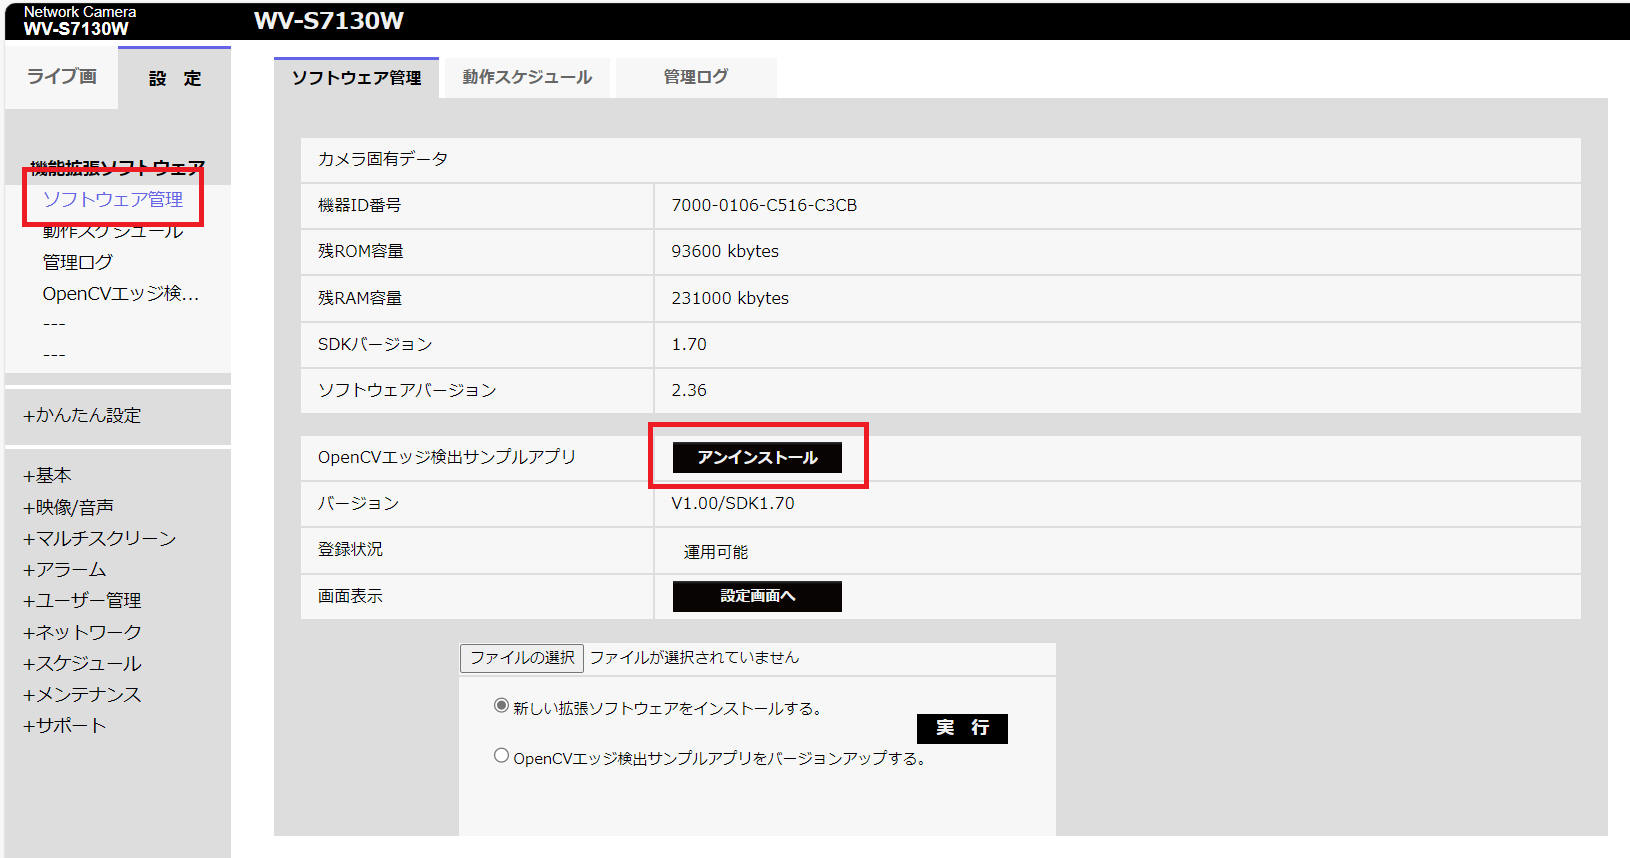 Network Camera
WV-S7130W
WV-S7130W
ライブ画
設 定
ソフトウェア管理
動作スケジュール
管理ログ
機能拡張ソフトウェア
ソフトウェア管理
動作スケジュール
管理ログ
OpenCVエッジ検...
---
---
+かんたん設定
+基本
+映像/音声
+マルチスクリーン
+アラーム
+ユーザー管理
+ネットワーク
+スケジュール
+メンテナンス
+サポート
カメラ固有データ
機器ID番号 7000-0106-C516-C3CB
残ROM容量 93600 kbytes
残RAM容量 231000 kbytes
SDKバージョン 1.70
ソフトウェアバージョン 2.36
OpenCVエッジ検出サンプルアプリ アンインストール
バージョン V1.00/SDK1.70
登録状況 運用可能
画面表示 設定画面へ
ファイルの選択 ファイルが選択されていません
新しい拡張ソフトウェアをインストールする。
実 行
OpenCVエッジ検出サンプルアプリをバージョンアップする。